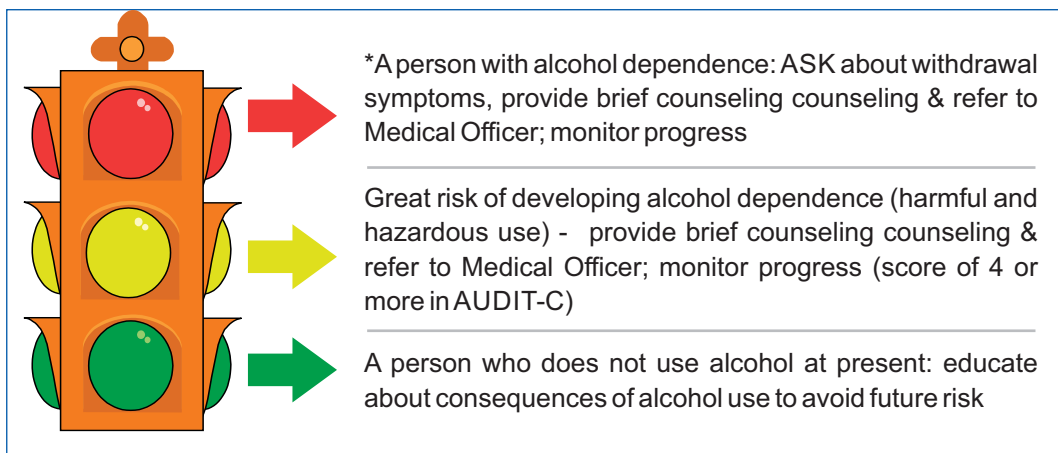 *A person with alcohol dependence: ASK about withdrawal
symptoms, provide brief counseling counseling & refer to
Medical Officer; monitor progress
Great risk of developing alcohol dependence (harmful and
hazardous use) - provide brief counseling counseling &
refer to Medical Officer; monitor progress (score of 4 or
more in AUDIT-C)
A person who does not use alcohol at present: educate
about consequences of alcohol use to avoid future risk